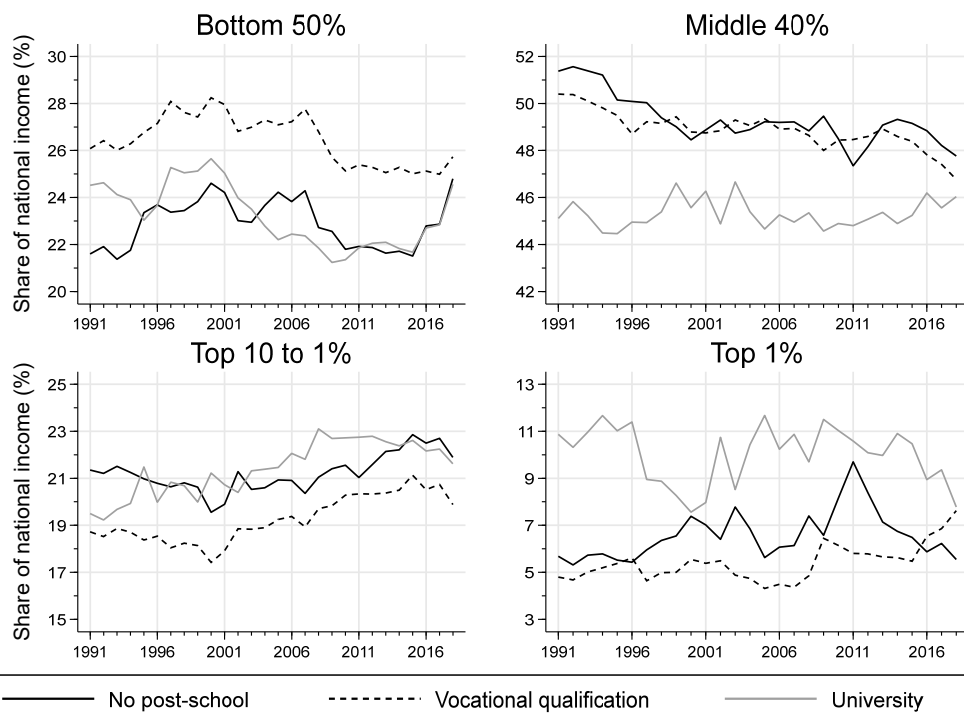 Bottom 50%
Middle 40%
Share of national income (%)
30
28
26
24
22
20
1991 1996 2001 2006 2011 2016
52
50
48
46
44
42
1991 1996 2001 2006 2011 2016
Top 10 to 1%
Top 1%
Share of national income (%)
25
23
21
19
17
15
1991 1996 2001 2006 2011 2016
13
11
9
7
5
3
1991 1996 2001 2006 2011 2016
No post-school Vocational qualification University